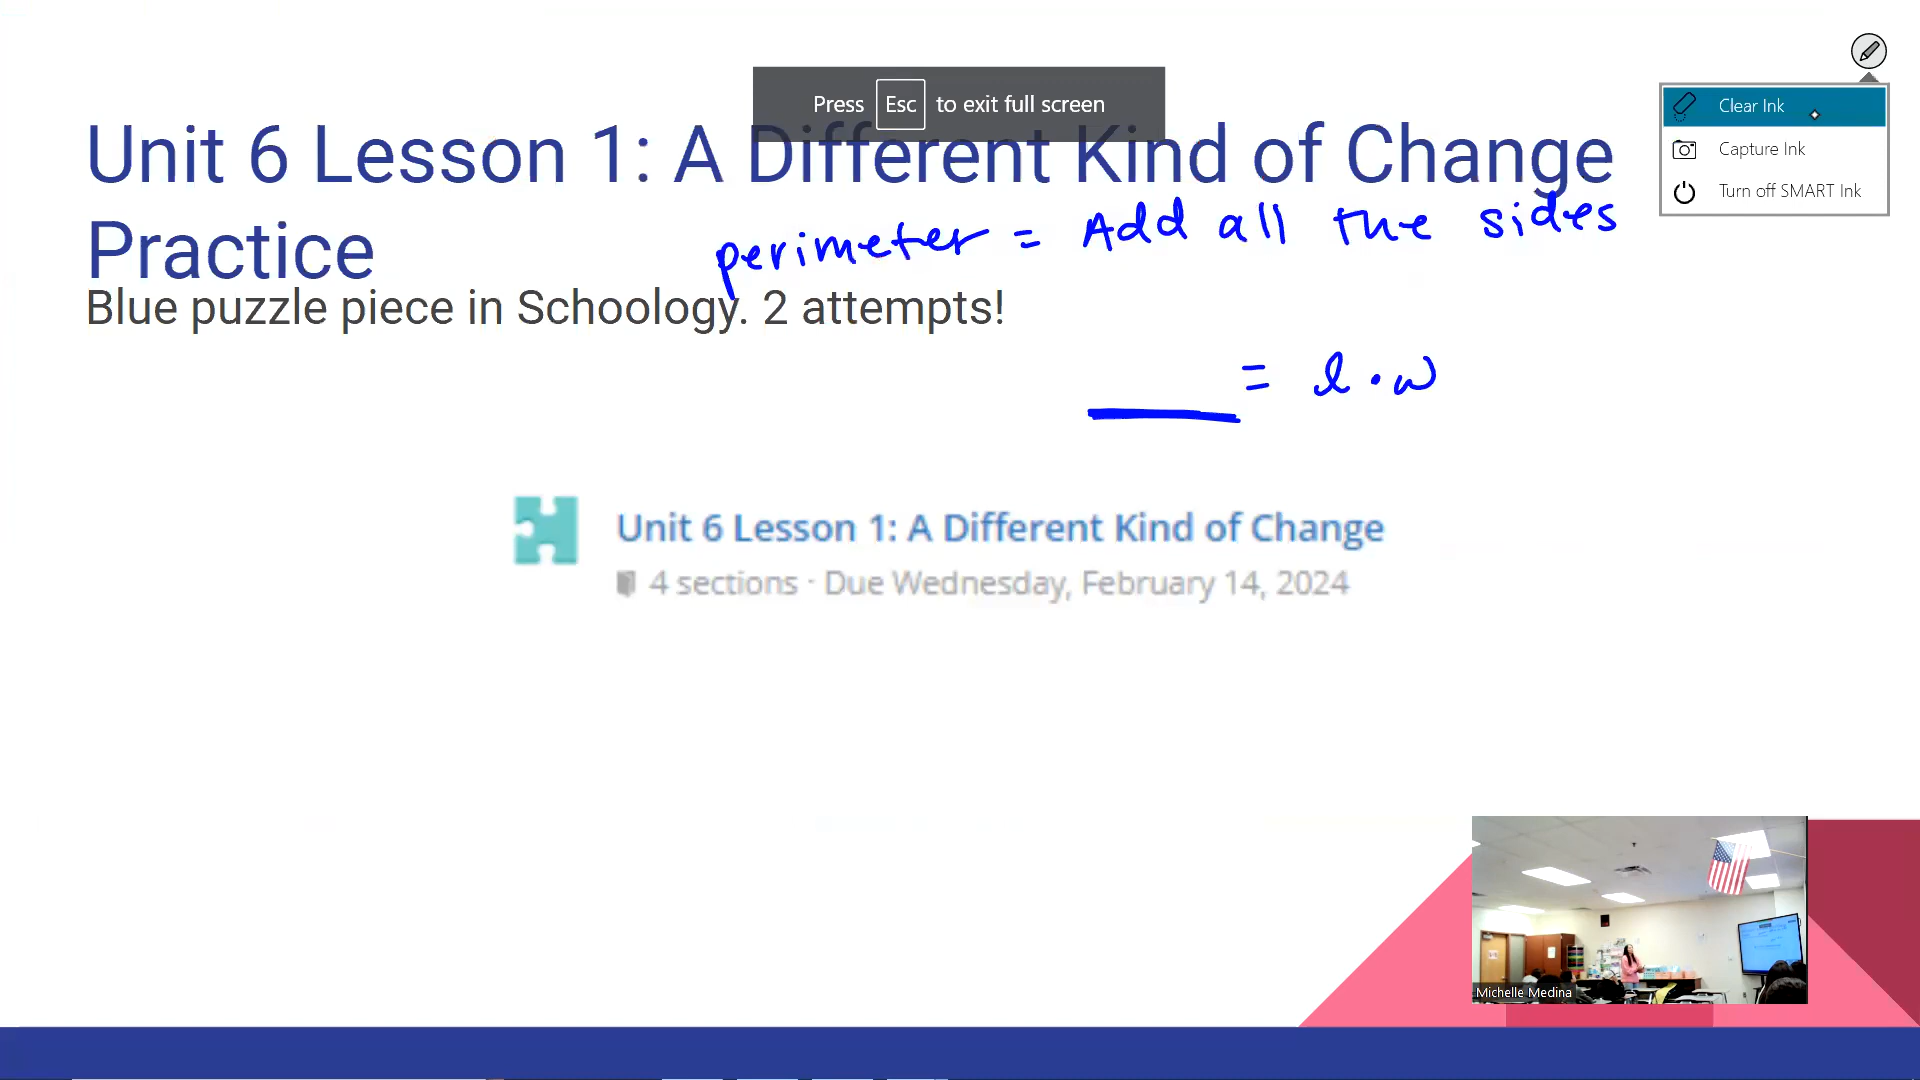 Press Esc to exit full screen
Clear Ink
Capture Ink
Turn off SMART Ink
Unit 6 Lesson 1: A Different Kind of Change
Practice
perimeter = Add all the sides
Blue puzzle piece in Schoology. 2 attempts!
= l · w
Unit 6 Lesson 1: A Different Kind of Change
4 sections · Due Wednesday, February 14, 2024
Michelle Medina